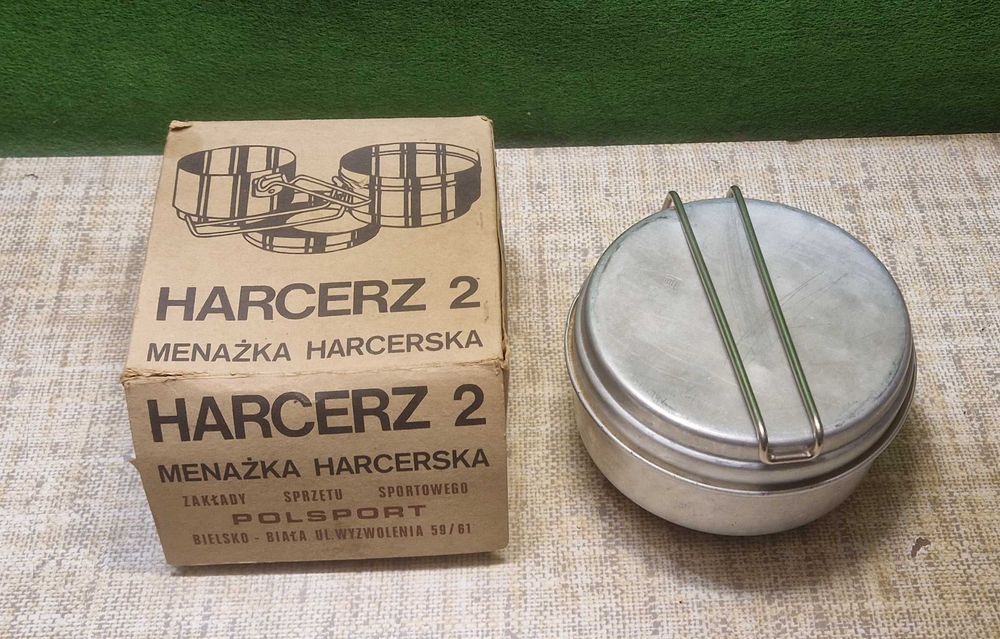 HARCERZ 2
MENAŻKA HARCERSKA
HARCERZ 2
MENAŻKA HARCERSKA
ZAKŁADY SPRZĘTU SPORTOWEGO
POLSPORT
BIELSKO - BIAŁA UL. WYZWOLENIA 59/61